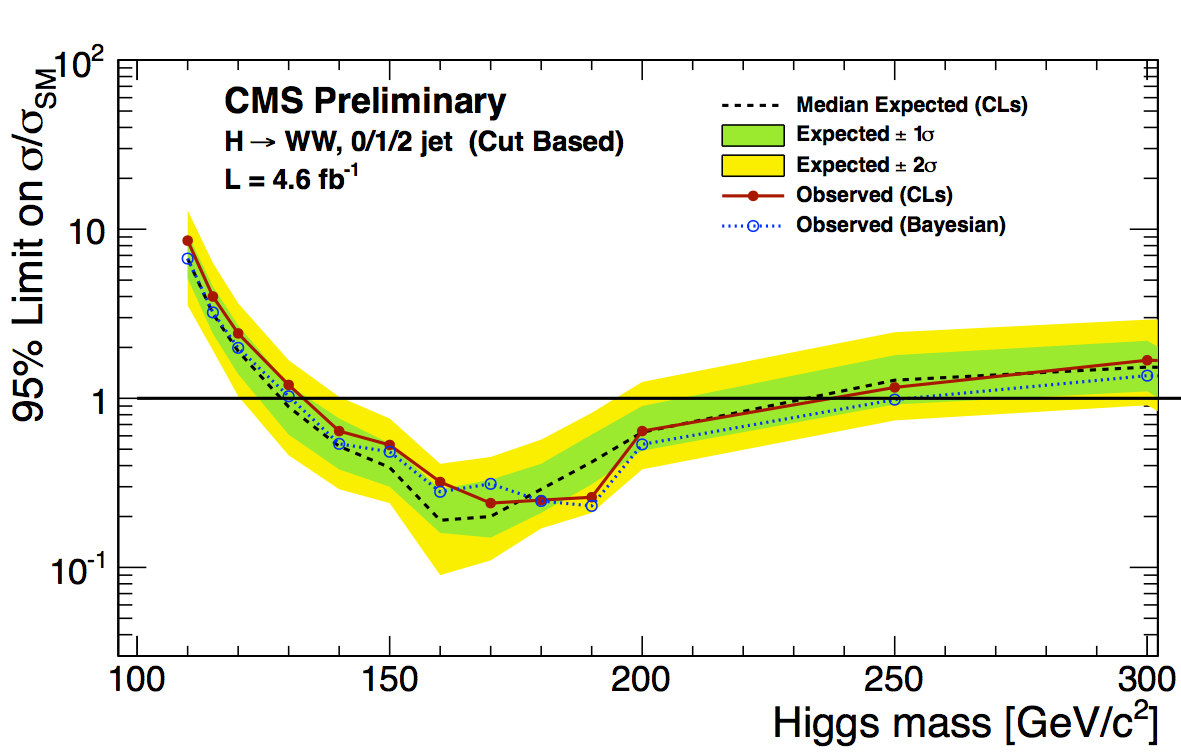 10²
10
1
10⁻¹
95% Limit on σ/σSM
CMS Preliminary
H → WW, 0/1/2 jet (Cut Based)
L = 4.6 fb⁻¹
Median Expected (CLs)
Expected ± 1σ
Expected ± 2σ
Observed (CLs)
Observed (Bayesian)
100 150 200 250 300
Higgs mass [GeV/c²]